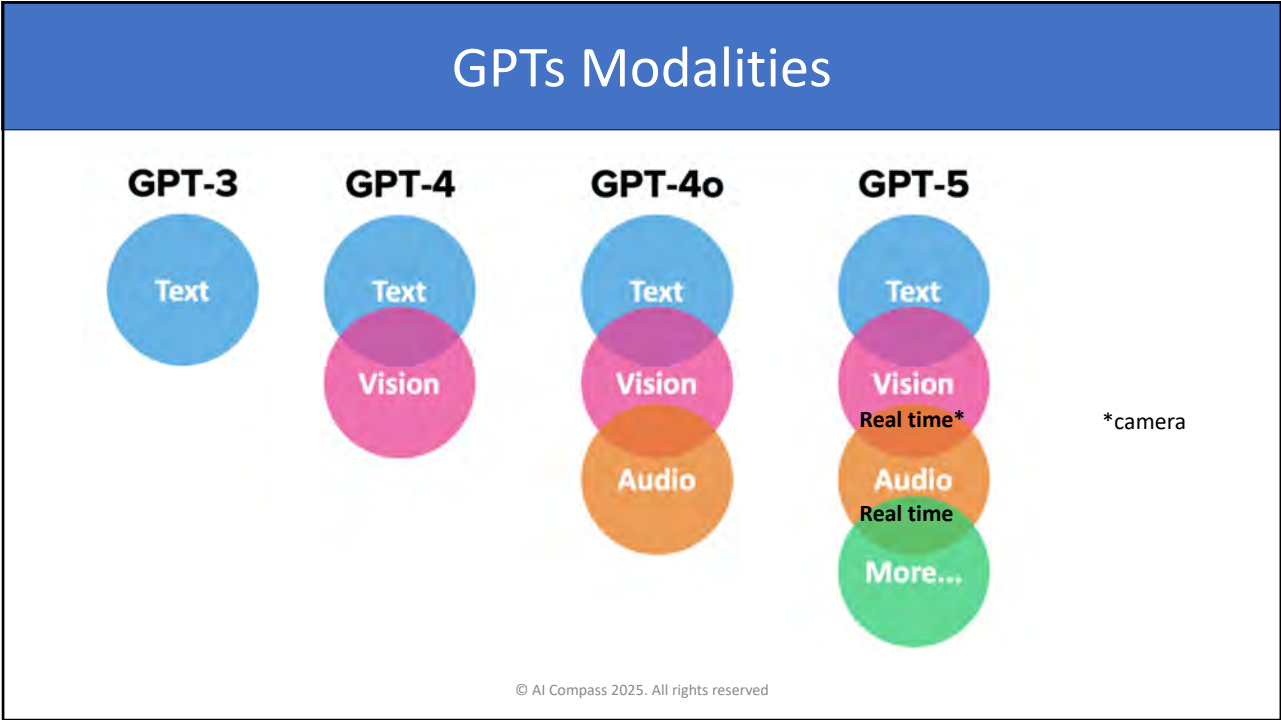 GPTs Modalities
GPT-3
Text
GPT-4
Text
Vision
GPT-4o
Text
Vision
Audio
GPT-5
Text
Vision
Real time*
Audio
Real time
More...
*camera
© AI Compass 2025. All rights reserved